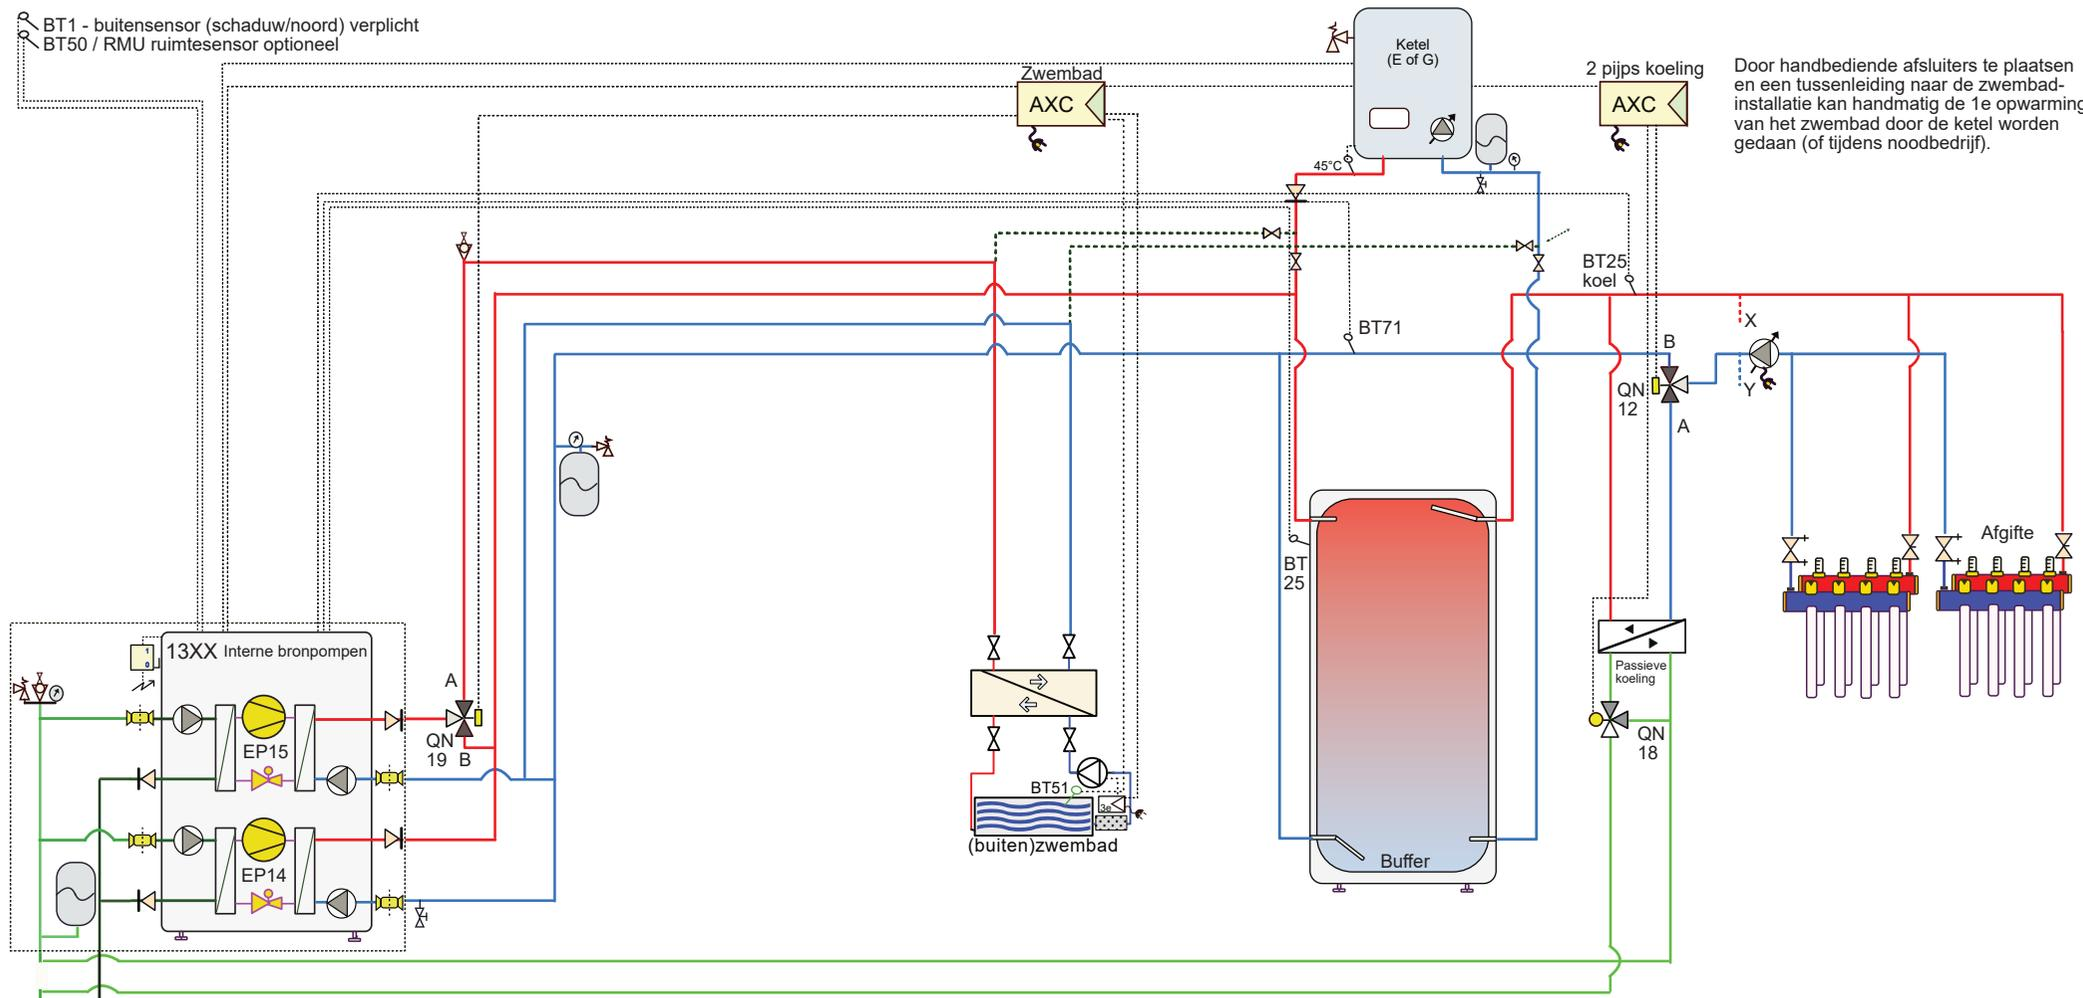 BT1 - buitensensor (schaduw/noord) verplicht
BT50 / RMU ruimtesensor optioneel
Zwembad
AXC
Ketel
(E of G)
2 pijps koeling
AXC
Door handbediende afsluiters te plaatsen
en een tussenleiding naar de zwembad-
installatie kan handmatig de 1e opwarming
van het zwembad door de ketel worden
gedaan (of tijdens noodbedrijf).
45°C
BT25
koel
X
BT71
B
QN
12
Y
A
Afgifte
BT
25
13XX Interne bronpompen
1
0
Passieve
koeling
A
QN
19 B
EP15
QN
18
BT51
3e
(buiten)zwembad
Buffer
EP14